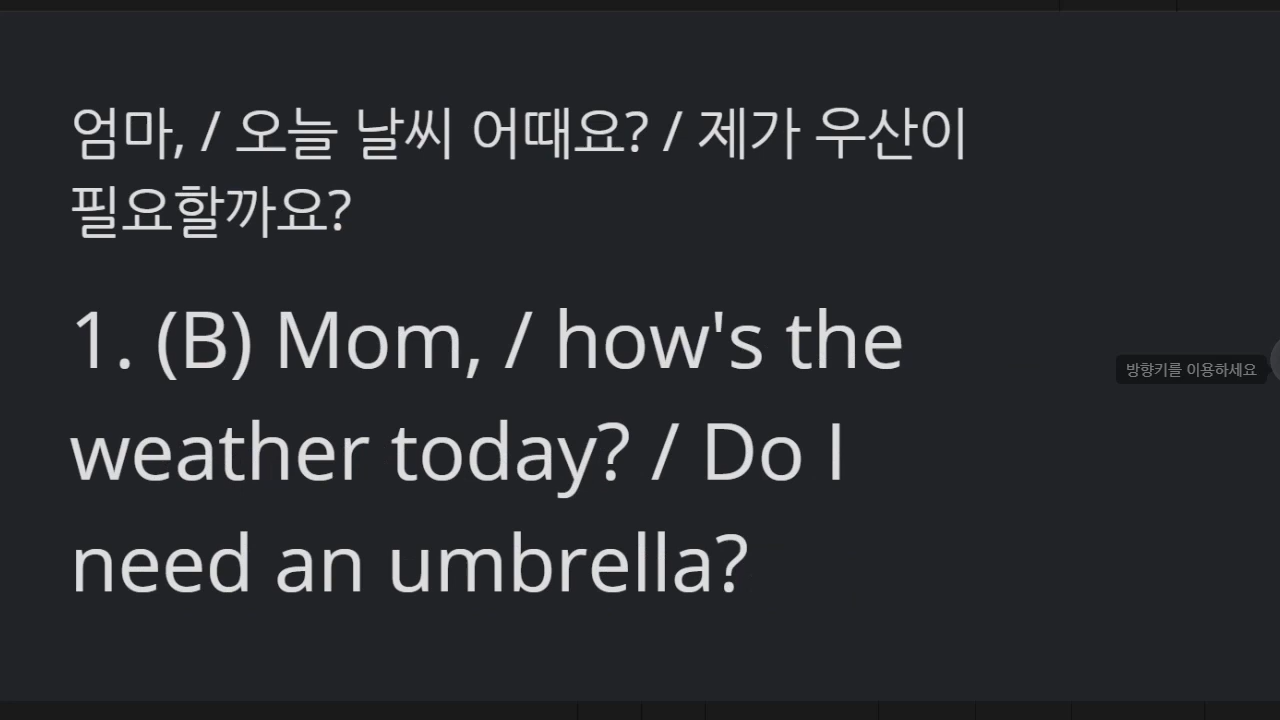 엄마, / 오늘 날씨 어때요? / 제가 우산이
필요할까요?
1. (B) Mom, / how's the
weather today? / Do I
need an umbrella?
방향키를 이용하세요